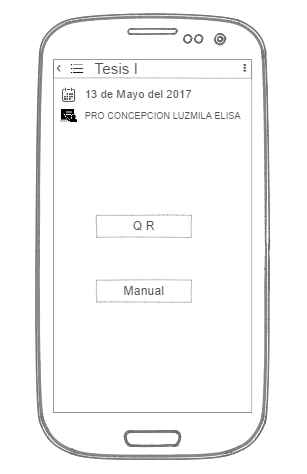 Tesis I
13 de Mayo del 2017
PRO CONCEPCION LUZMILA ELISA
Q R
Manual